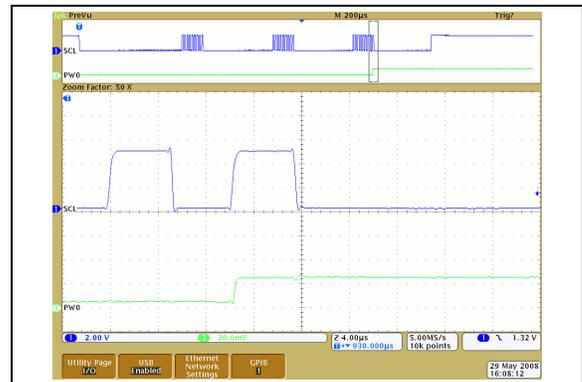 PreVu M 200µs Trig?
SCL
PW0
Zoom Factor: 50 X
SCL
PW0
1 2.00 V 2 20.0mV Z 4.00µs 5.00MS/s 1 1.32 V
930.000µs 10k points
Utility Page I/O
USB Enabled
Ethernet Network Settings
GPIB 1
29 May 2008
16:08:12